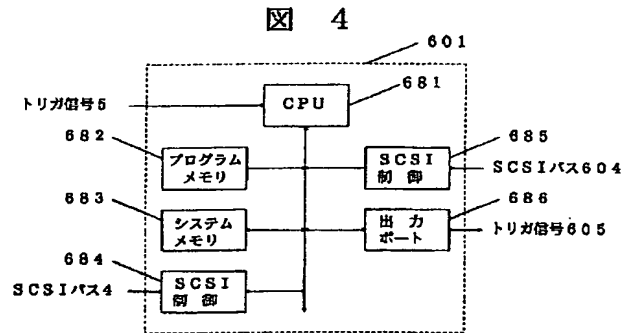 図 4
601
CPU
681
トリガ信号5
682
プログラム
メモリ
SCSI
制御
685
SCSIバス604
683
システム
メモリ
出力
ポート
686
トリガ信号605
684
SCSIバス4
SCSI
制御